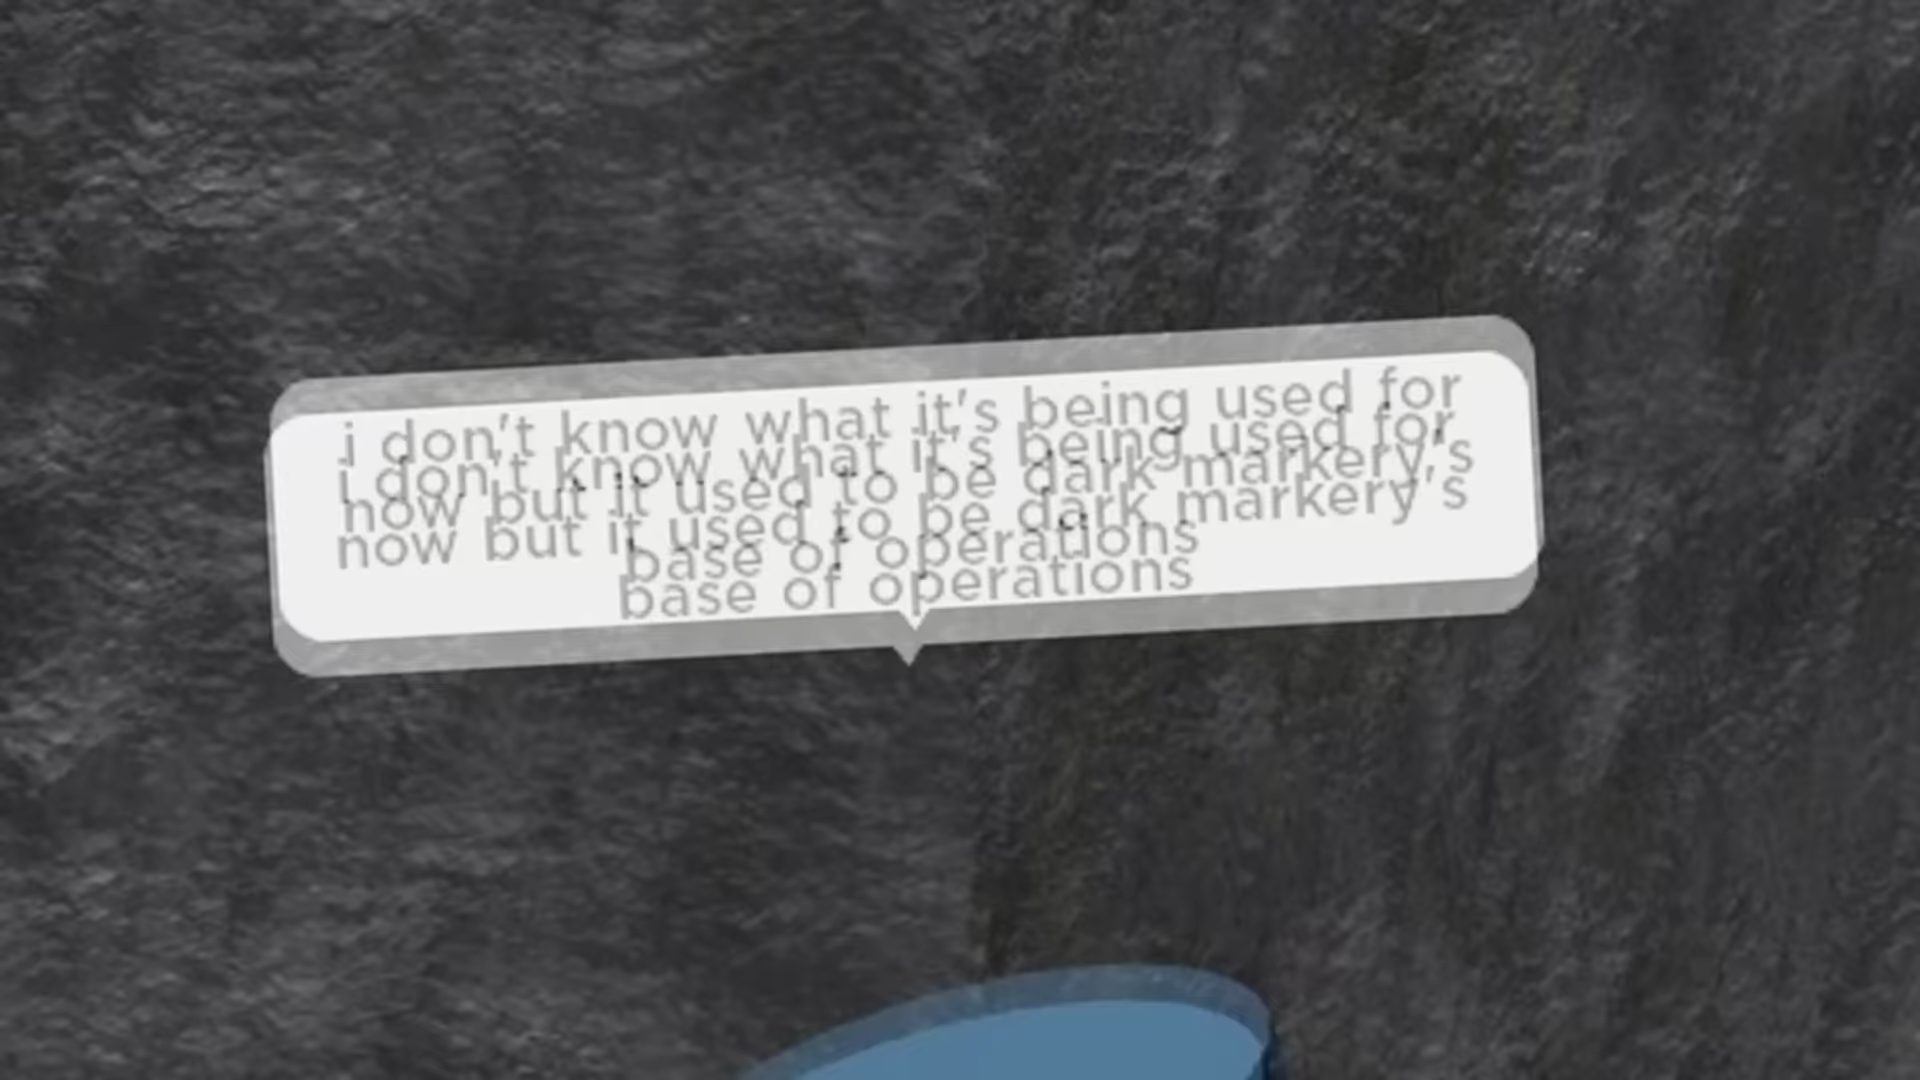 i don't know what it's being used for
now but it used to be dark markery's
base of operations